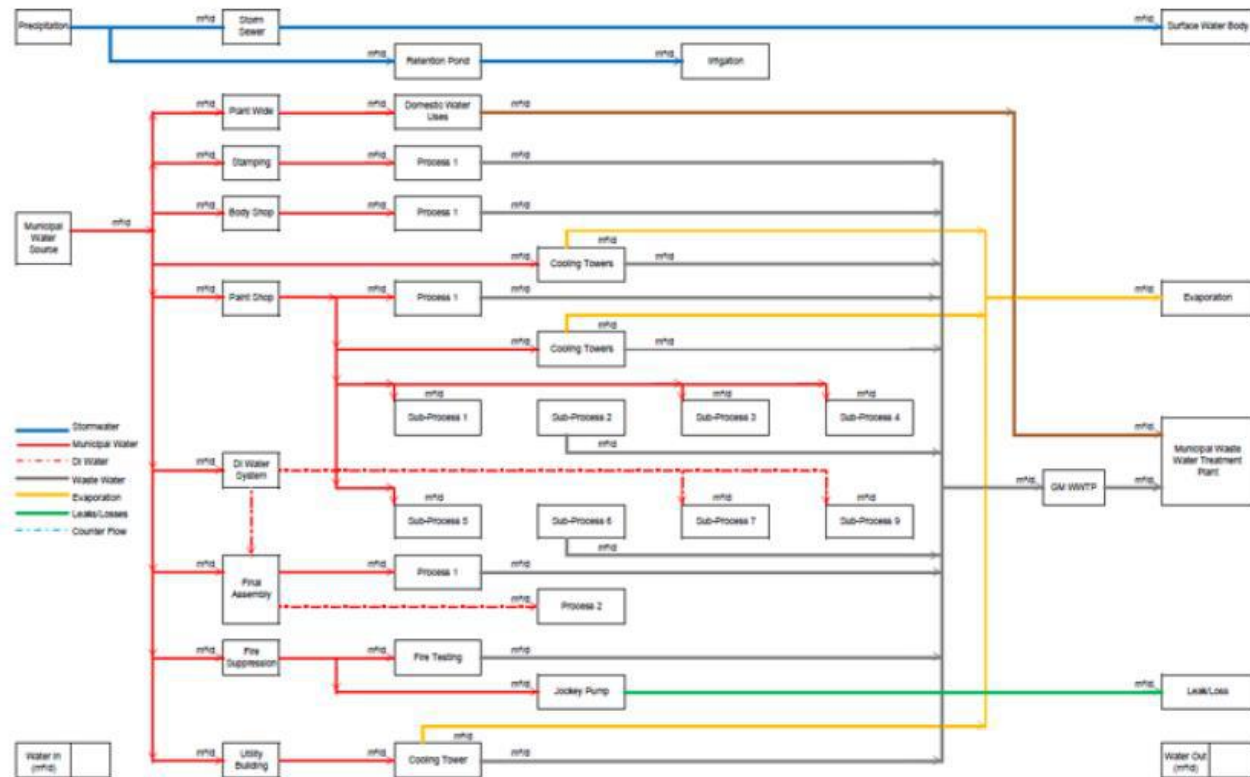 m³/d m³/d
Precipitation
Storm
Sewer
Surface Water Body
m³/d m³/d
Retention Pond
Irrigation
m³/d m³/d m³/d
Plant Wide
Domestic Water
Uses
m³/d m³/d m³/d
Stamping
Process 1
m³/d m³/d m³/d
Body Shop
Process 1
Municipal
Water
Source
m³/d
m³/d
m³/d m³/d
Cooling Towers
m³/d m³/d m³/d m³/d
Paint Shop
Process 1
Evaporation
m³/d
m³/d m³/d
Cooling Towers
m³/d m³/d m³/d
Sub-Process 1
Sub-Process 2
Sub-Process 3
Sub-Process 4
m³/d
Stormwater
Municipal Water
DI Water
Waste Water
Evaporation
Leaks/Losses
Counter Flow
m³/d
DI Water
System
Municipal Waste
Water Treatment
Plant
m³/d m³/d
GM WWTP
m³/d m³/d m³/d
Sub-Process 5
Sub-Process 6
Sub-Process 7
Sub-Process 9
m³/d
m³/d m³/d m³/d
Final
Assembly
Process 1
m³/d
Process 2
m³/d m³/d m³/d
Fire
Suppression
Fire Testing
m³/d m³/d
Jockey Pump
Leak/Loss
m³/d
m³/d m³/d m³/d
Utility
Building
Cooling Tower
Water In
(m³/d)
Water Out
(m³/d)